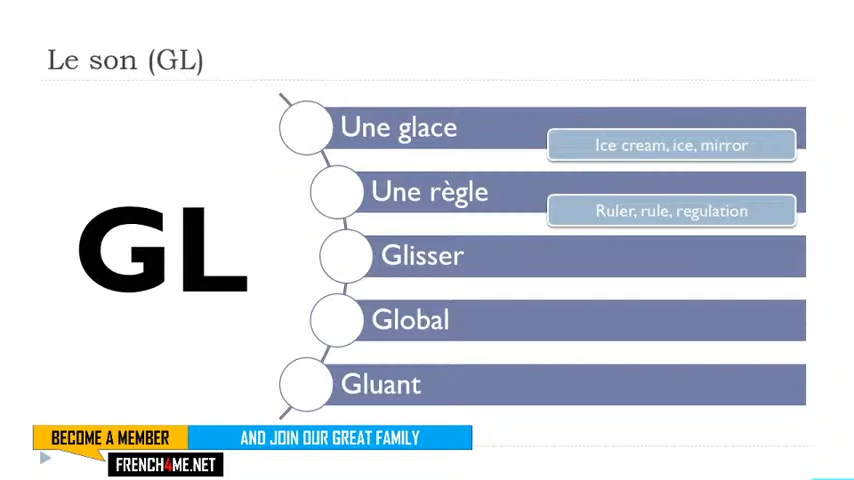 Le son (GL)
GL
Une glace
Ice cream, ice, mirror
Une règle
Ruler, rule, regulation
Glisser
Global
Gluant
BECOME A MEMBER
AND JOIN OUR GREAT FAMILY
FRENCH4ME.NET